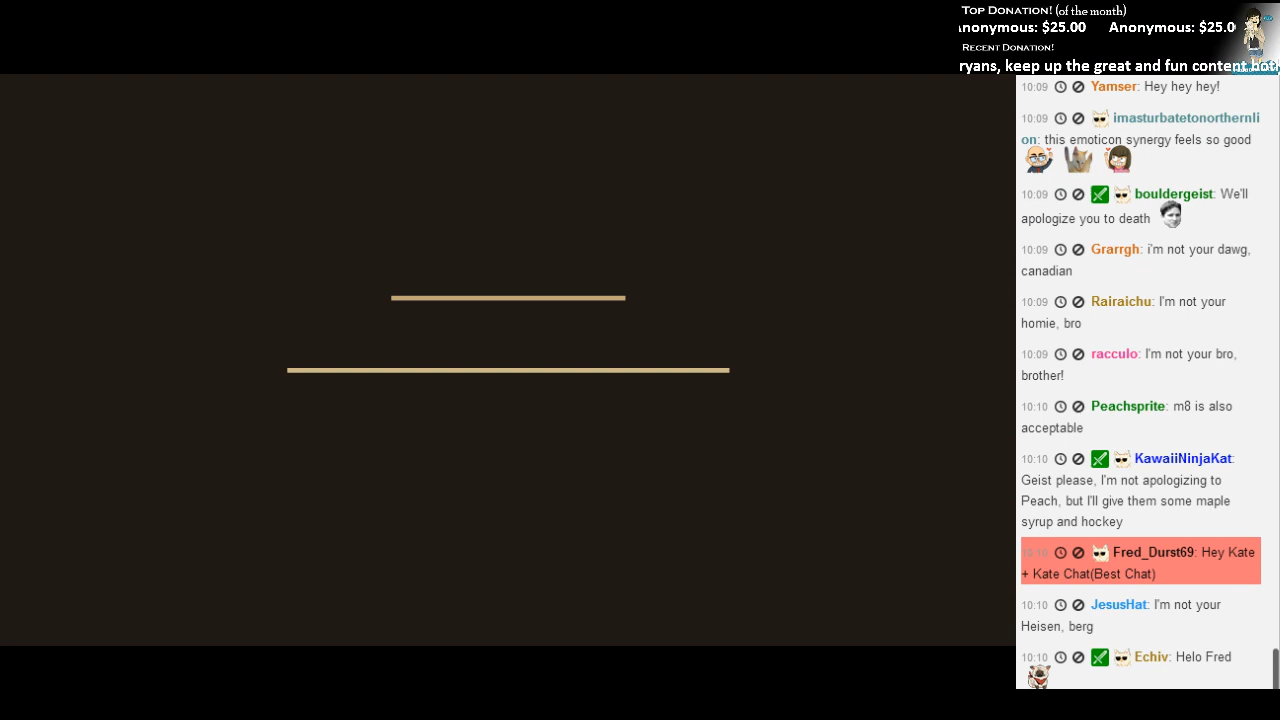 Top Donation! (of the month)
Anonymous: $25.00 Anonymous: $25.0
Recent Donation!
ryans, keep up the great and fun content both
10:09 Yamser: Hey hey hey!
10:09 imasturbatetonorthernli
on: this emoticon synergy feels so good
10:09 bouldergeist: We'll
apologize you to death
10:09 Grarrgh: i'm not your dawg,
canadian
10:09 Rairaichu: I'm not your
homie, bro
10:09 racculo: I'm not your bro,
brother!
10:10 Peachsprite: m8 is also
acceptable
10:10 KawaiiNinjaKat:
Geist please, I'm not apologizing to
Peach, but I'll give them some maple
syrup and hockey
10:10 Fred_Durst69: Hey Kate
+ Kate Chat(Best Chat)
10:10 JesusHat: I'm not your
Heisen, berg
10:10 Echiv: Helo Fred